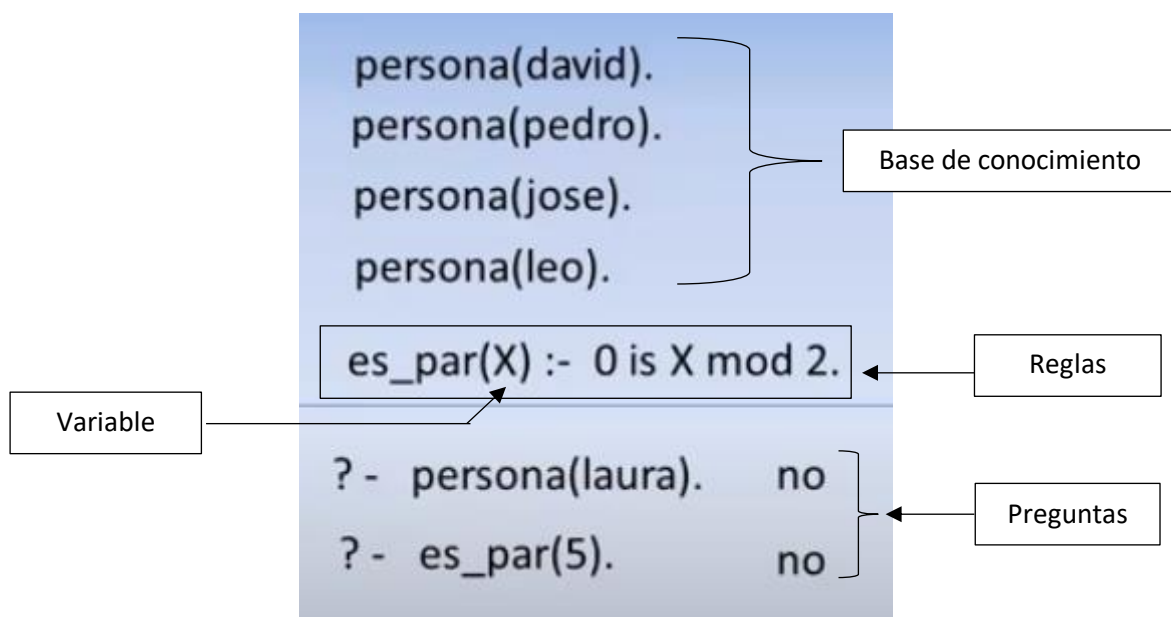 persona(david).
persona(pedro).
Base de conocimiento
persona(jose).
persona(leo).
es_par(X) :- 0 is X mod 2.
Reglas
Variable
? - persona(laura). no
Preguntas
? - es_par(5). no